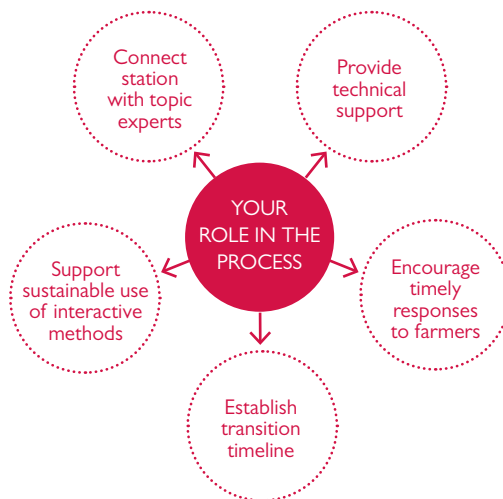 Connect
station
with topic
experts
Provide
technical
support
YOUR
ROLE IN THE
PROCESS
Support
sustainable use
of interactive
methods
Encourage
timely
responses
to farmers
Establish
transition
timeline